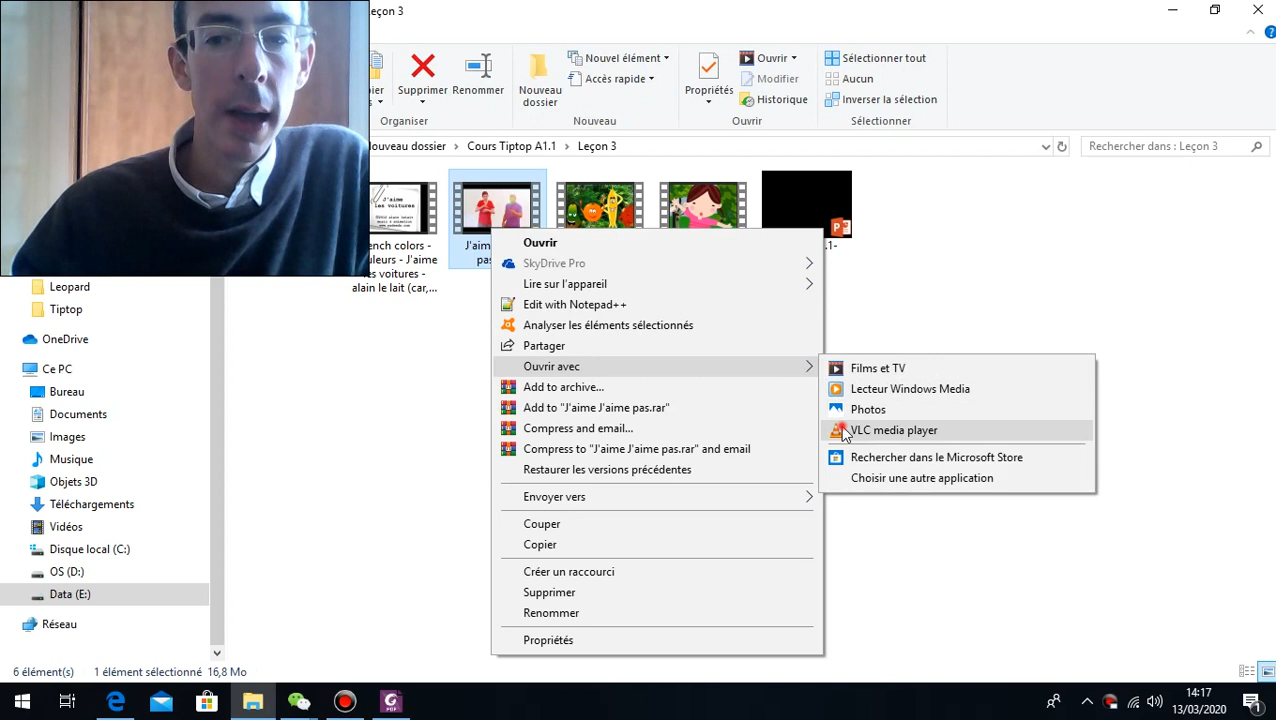 eçon 3
pier
Supprimer
Renommer
Nouveau
dossier
Nouvel élément
Accès rapide
Propriétés
Ouvrir
Modifier
Historique
Sélectionner tout
Aucun
Inverser la sélection
Organiser
Nouveau
Ouvrir
Sélectionner
ouveau dossier > Cours Tiptop A1.1 > Leçon 3
Rechercher dans : Leçon 3
J'aime
les voitures
ench colors -
uleurs - J'aime
les voitures -
alain le lait (car,...
J'aime
pas
.1-
Leopard
Tiptop
OneDrive
Ce PC
Bureau
Documents
Images
Musique
Objets 3D
Téléchargements
Vidéos
Disque local (C:)
OS (D:)
Data (E:)
Réseau
Ouvrir
SkyDrive Pro
Lire sur l'appareil
Edit with Notepad++
Analyser les éléments sélectionnés
Partager
Ouvrir avec
Add to archive...
Add to "J'aime J'aime pas.rar"
Compress and email...
Compress to "J'aime J'aime pas.rar" and email
Restaurer les versions précédentes
Envoyer vers
Couper
Copier
Créer un raccourci
Supprimer
Renommer
Propriétés
Films et TV
Lecteur Windows Media
Photos
VLC media player
Rechercher dans le Microsoft Store
Choisir une autre application
6 élément(s) 1 élément sélectionné 16,8 Mo
14:17
13/03/2020